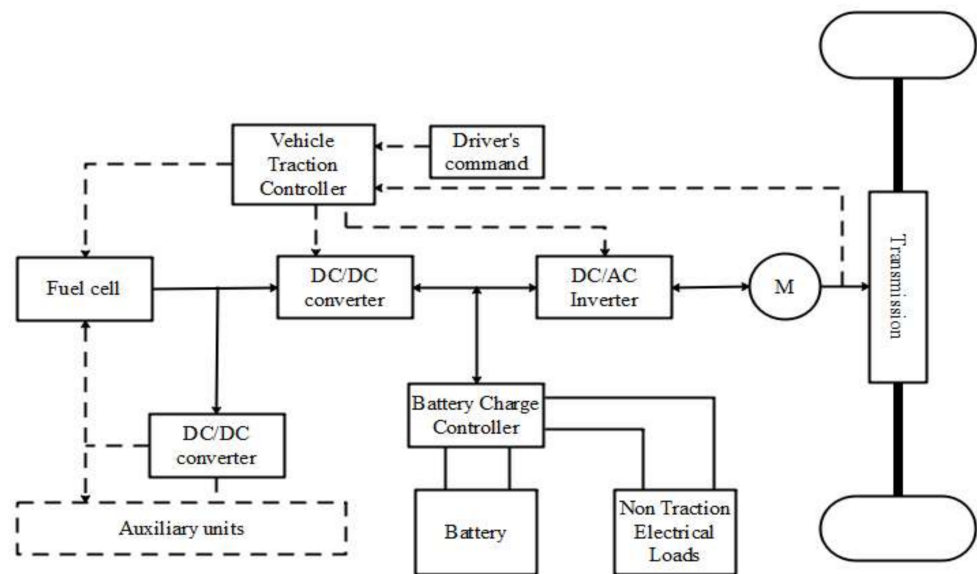 Vehicle
Traction
Controller
Driver's
command
Fuel cell
DC/DC
converter
DC/AC
Inverter
M
Transmission
DC/DC
converter
Battery Charge
Controller
Auxiliary units
Battery
Non Traction
Electrical
Loads